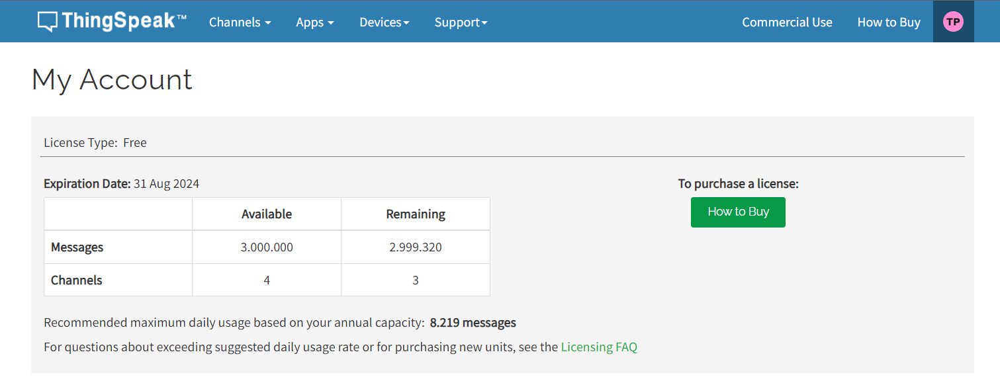 ThingSpeak™ Channels Apps Devices Support Commercial Use How to Buy TP
My Account
License Type: Free
Expiration Date: 31 Aug 2024 To purchase a license:
Available Remaining How to Buy
Messages 3.000.000 2.999.320
Channels 4 3
Recommended maximum daily usage based on your annual capacity: 8.219 messages
For questions about exceeding suggested daily usage rate or for purchasing new units, see the Licensing FAQ